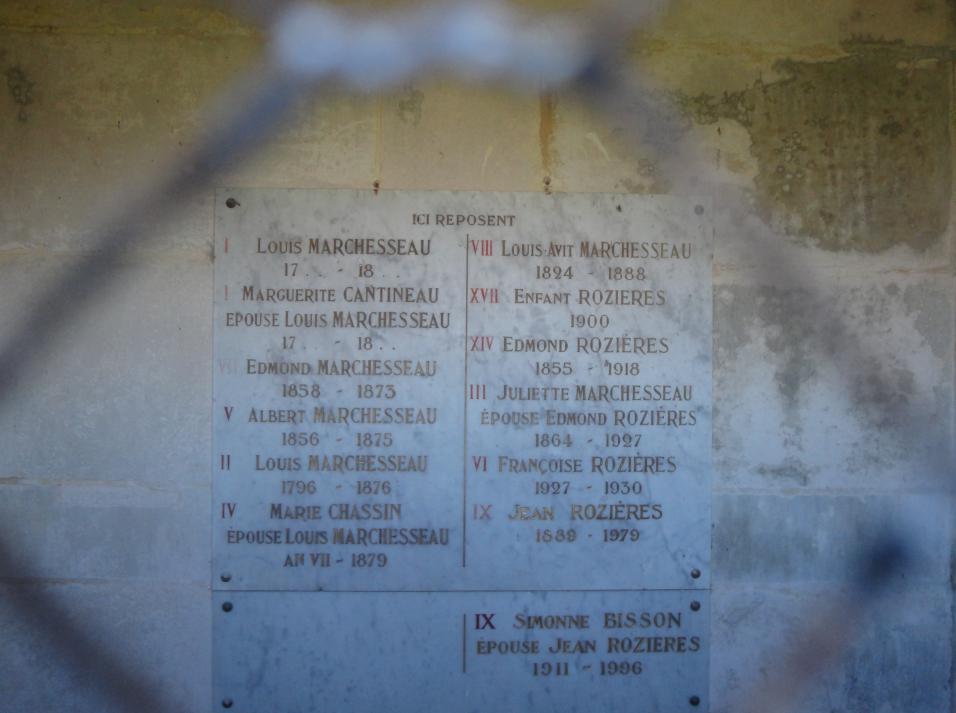 ICI REPOSENT
I LOUIS MARCHESSEAU
17 . . - 18 . .
I MARGUERITE CANTINEAU
ÉPOUSE LOUIS MARCHESSEAU
17 . . - 18 . .
VII EDMOND MARCHESSEAU
1858 - 1873
V ALBERT MARCHESSEAU
1856 - 1875
II LOUIS MARCHESSEAU
1796 - 1876
IV MARIE CHASSIN
ÉPOUSE LOUIS MARCHESSEAU
AN VII - 1879
VIII LOUIS-AVIT MARCHESSEAU
1824 - 1888
XVII ENFANT ROZIERES
1900
XIV EDMOND ROZIÈRES
1855 - 1918
III JULIETTE MARCHESSEAU
ÉPOUSE EDMOND ROZIÈRES
1864 - 1927
VI FRANÇOISE ROZIÈRES
1927 - 1930
IX JEAN ROZIÈRES
1889 - 1979
IX SIMONNE BISSON
ÉPOUSE JEAN ROZIERES
1911 - 1996